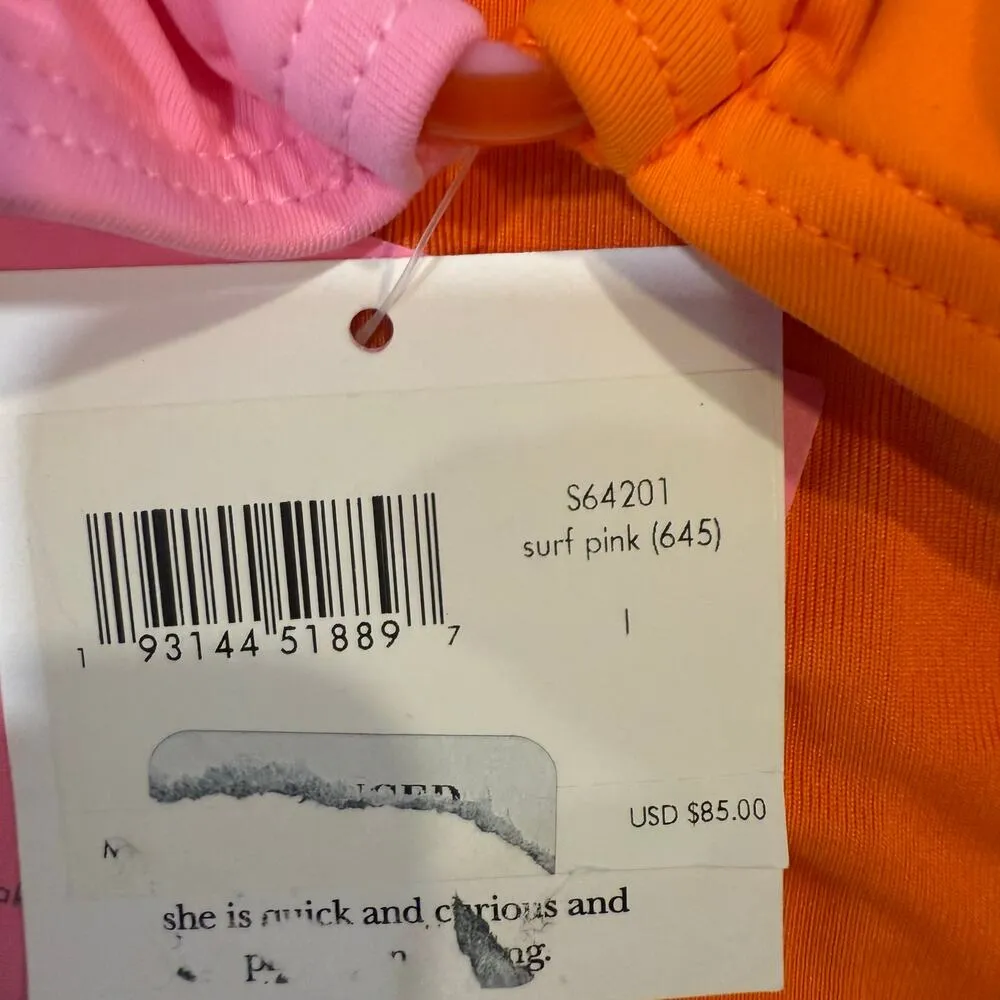 S64201
surf pink (645)
l
1 93144 51889 7
USD $85.00
she is quick and curious and